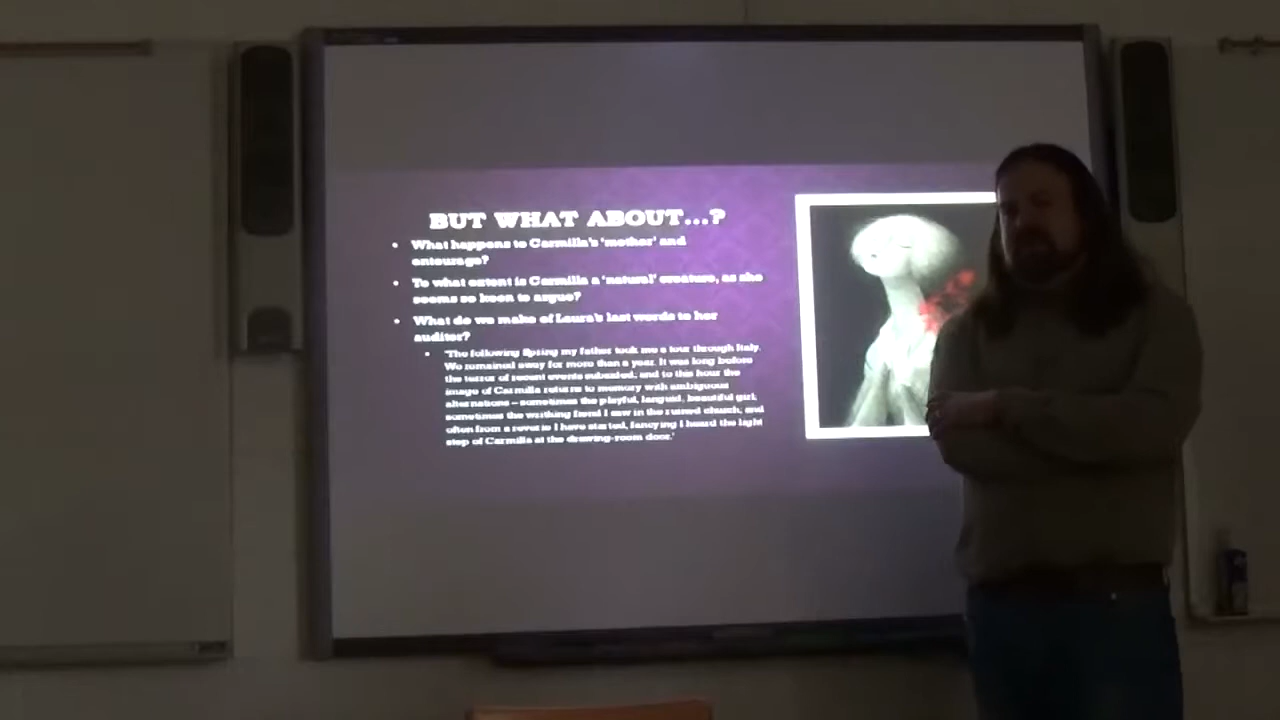 BUT WHAT ABOUT...?
• What happens to Carmilla's 'mother' and
entourage?
• To what extent is Carmilla a 'natural' creature, as she
seems so keen to argue?
• What do we make of Laura's last words to her
auditor?
• 'The following Spring my father took me a tour through Italy.
We remained away for more than a year. It was long before
the terror of recent events subsided; and to this hour the
image of Carmilla returns to memory with ambiguous
alternations – sometimes the playful, languid, beautiful girl,
sometimes the writhing fiend I saw in the ruined church; and
often from a reverie I have started, fancying I heard the light
step of Carmilla at the drawing-room door.'